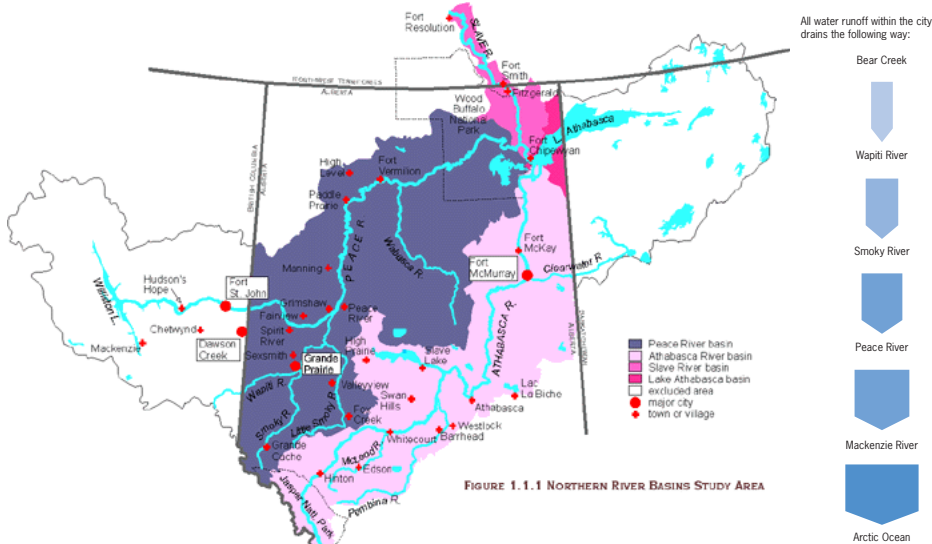 Fort
Resolution
SLAVE R.
Fort
Smith
Fitzgerald
NORTHWEST TERRITORIES
ALBERTA
Wood
Buffalo
National
Park
L. Athabasca
Fort
Chipewyan
BRITISH COLUMBIA
ALBERTA
High
Level
Fort
Vermilion
Paddle
Prairie
PEACE R.
Wabasca R.
Fort
McKay
Fort
McMurray
Clearwater R.
Manning
Hudson's
Hope
Fort
St. John
Williston L.
Grimshaw
Fairview
Peace
River
Chetwynd
Mackenzie
Dawson
Creek
Spirit
River
Sexsmith
Grande
Prairie
High
Prairie
Slave
Lake
ATHABASCA R.
ALBERTA
Wapiti R.
Valleyview
Swan
Hills
Lac
La Biche
Athabasca
Smoky R.
Little Smoky R.
Fox
Creek
Westlock
Barrhead
Whitecourt
Grande
Cache
McLeod R.
Edson
Hinton
Jasper Natl. Park
Pembina R.
Peace River basin
Athabasca River basin
Slave River basin
Lake Athabasca basin
excluded area
major city
town or village
FIGURE 1.1.1 NORTHERN RIVER BASINS STUDY AREA
All water runoff within the city
drains the following way:
Bear Creek
Wapiti River
Smoky River
Peace River
Mackenzie River
Arctic Ocean